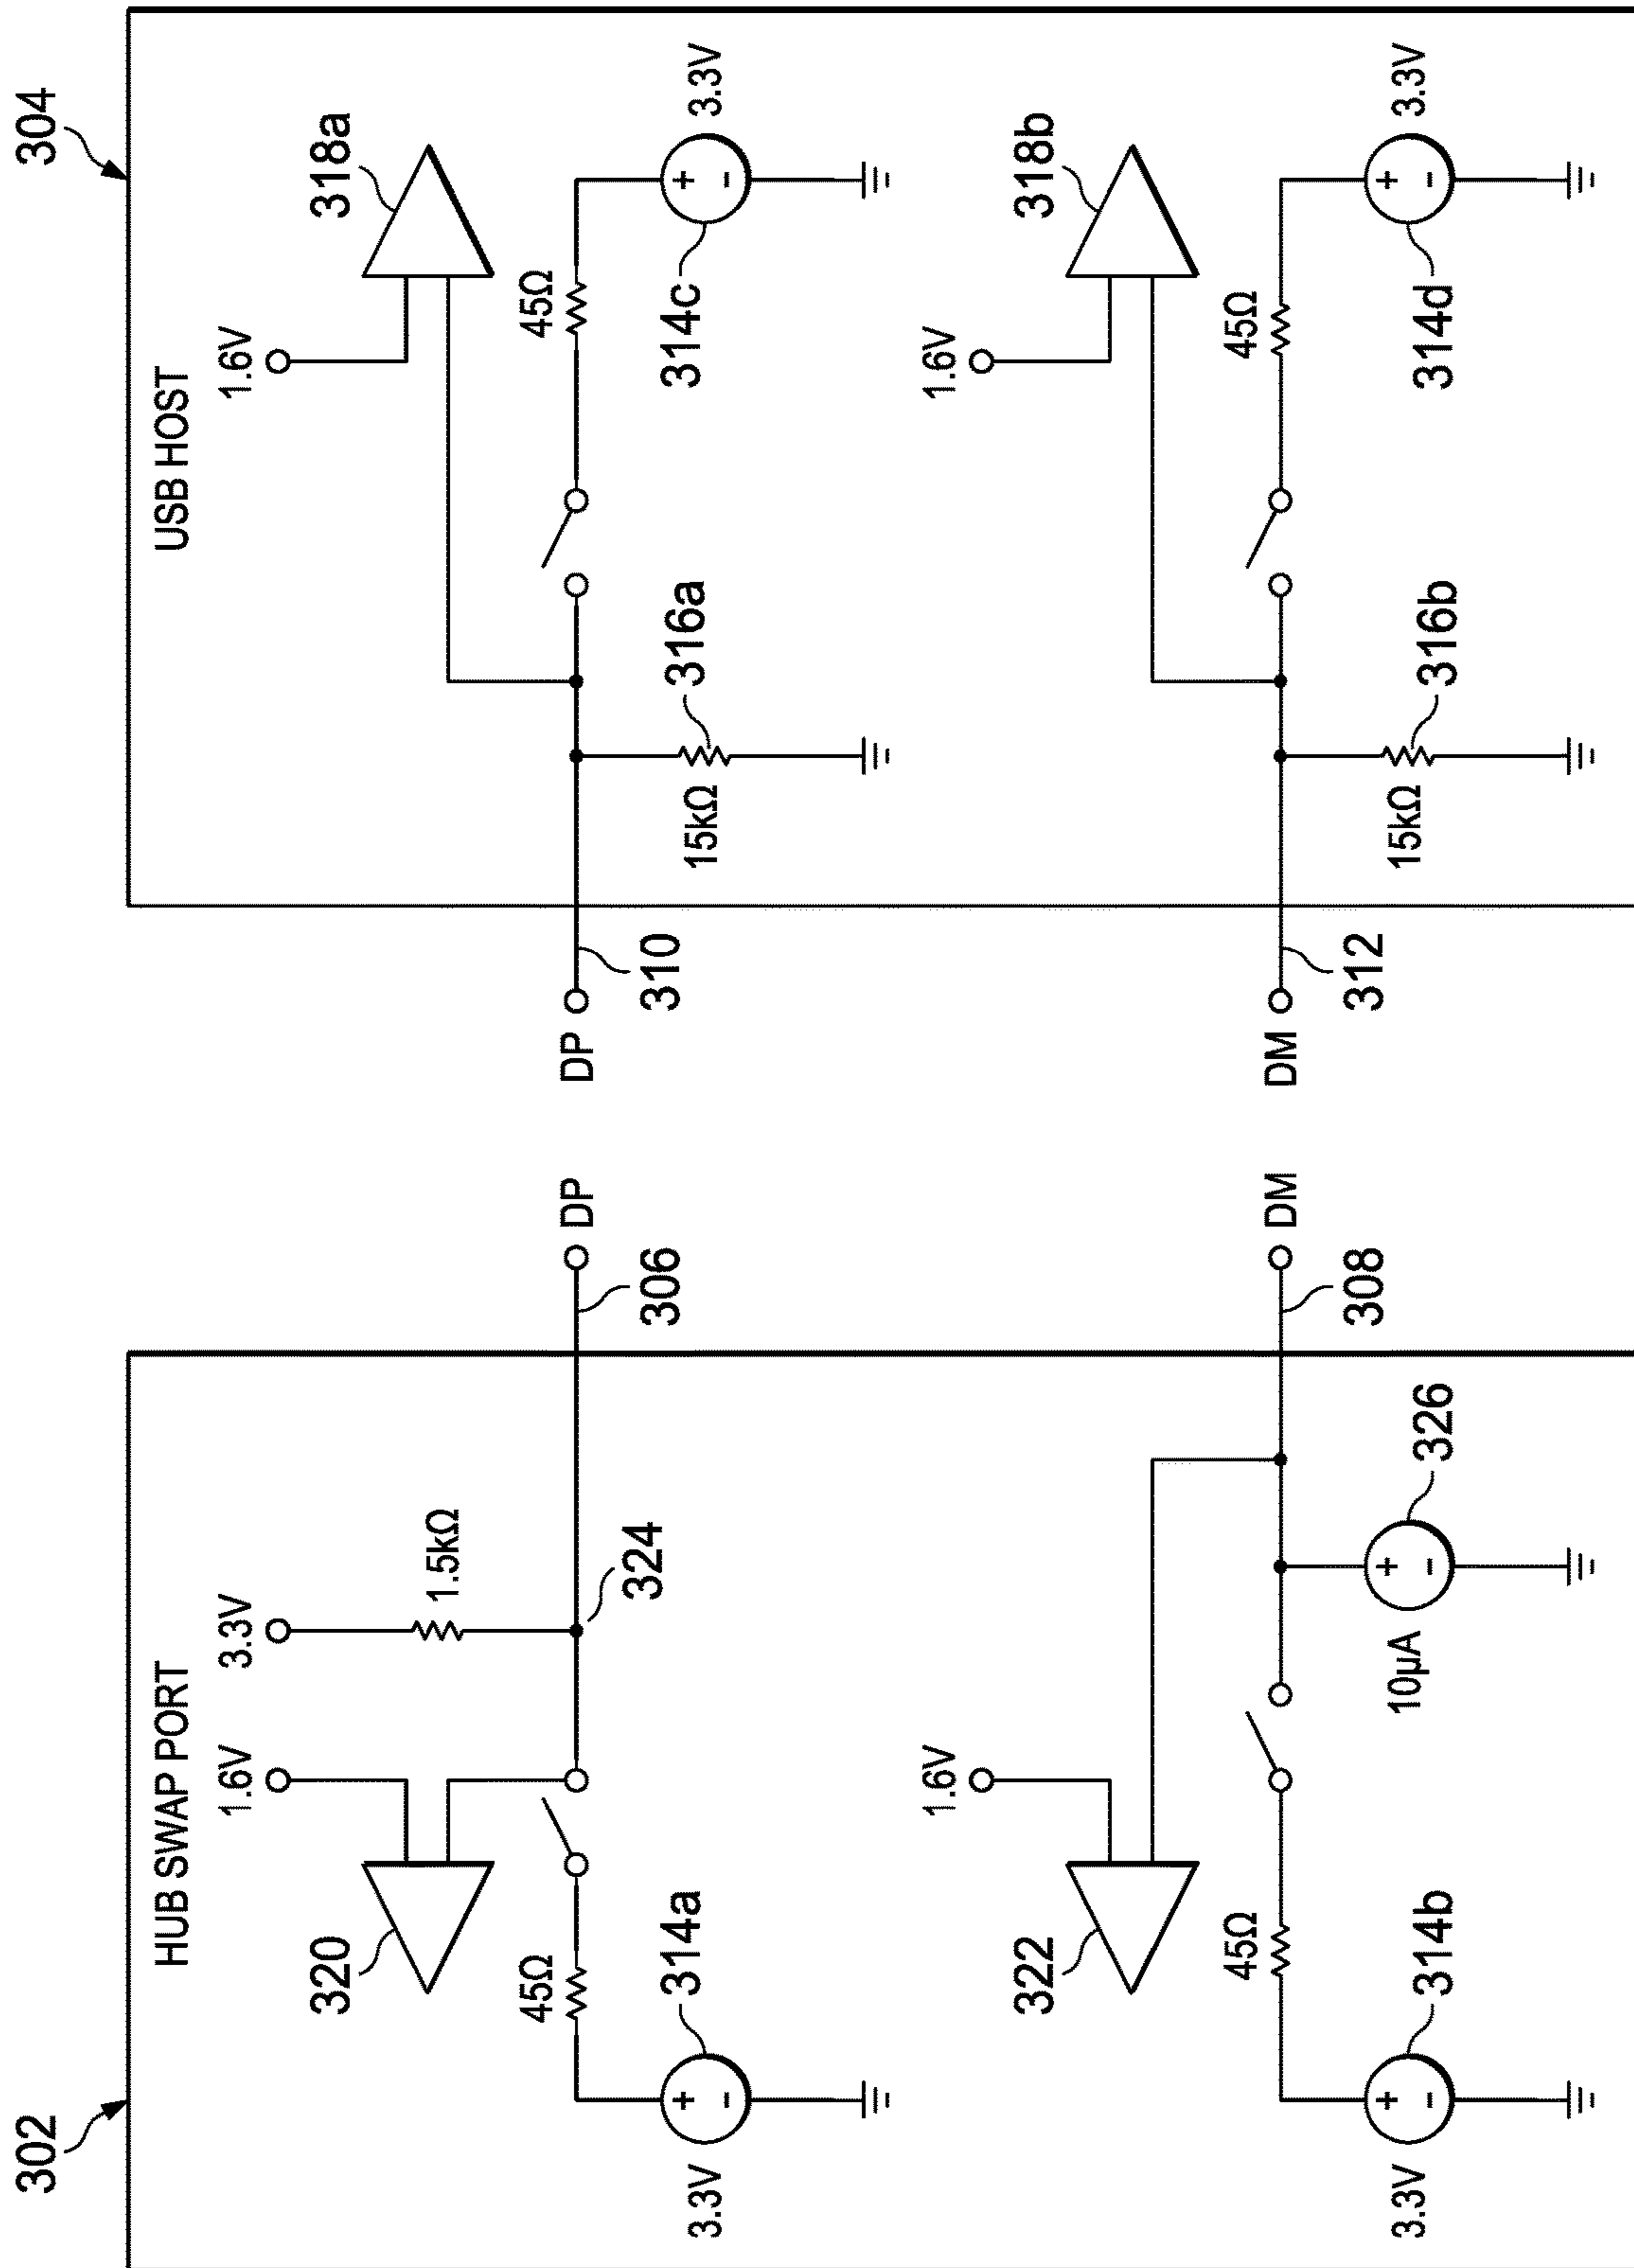 302
HUB SWAP PORT
1.6V
3.3V
320
1.5kΩ
45Ω
324
314a
3.3V
DP
306
1.6V
322
45Ω
314b
3.3V
10µA
326
DM
308
304
USB HOST
1.6V
318a
45Ω
314c
3.3V
316a
15kΩ
DP
310
1.6V
318b
45Ω
314d
3.3V
316b
15kΩ
DM
312